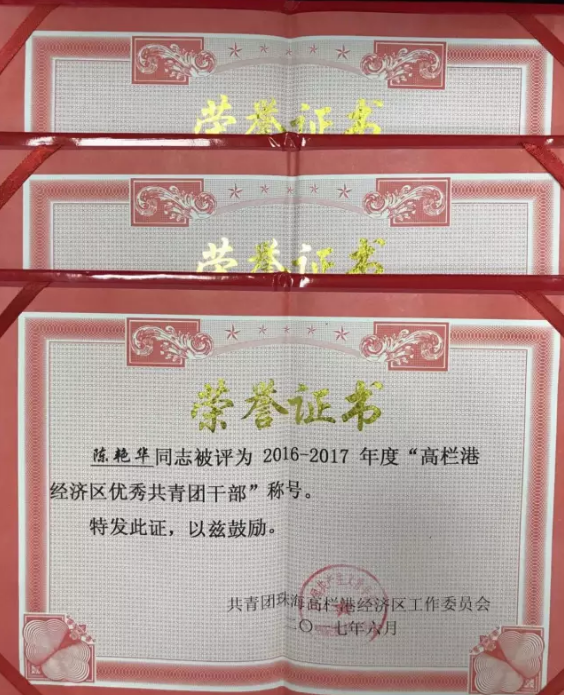 荣誉证书
荣誉证书
荣誉证书
陈艳华同志被评为 2016-2017 年度“高栏港
经济区优秀共青团干部”称号。
特发此证，以兹鼓励。
共青团珠海高栏港经济区工作委员会
〇一七年六月